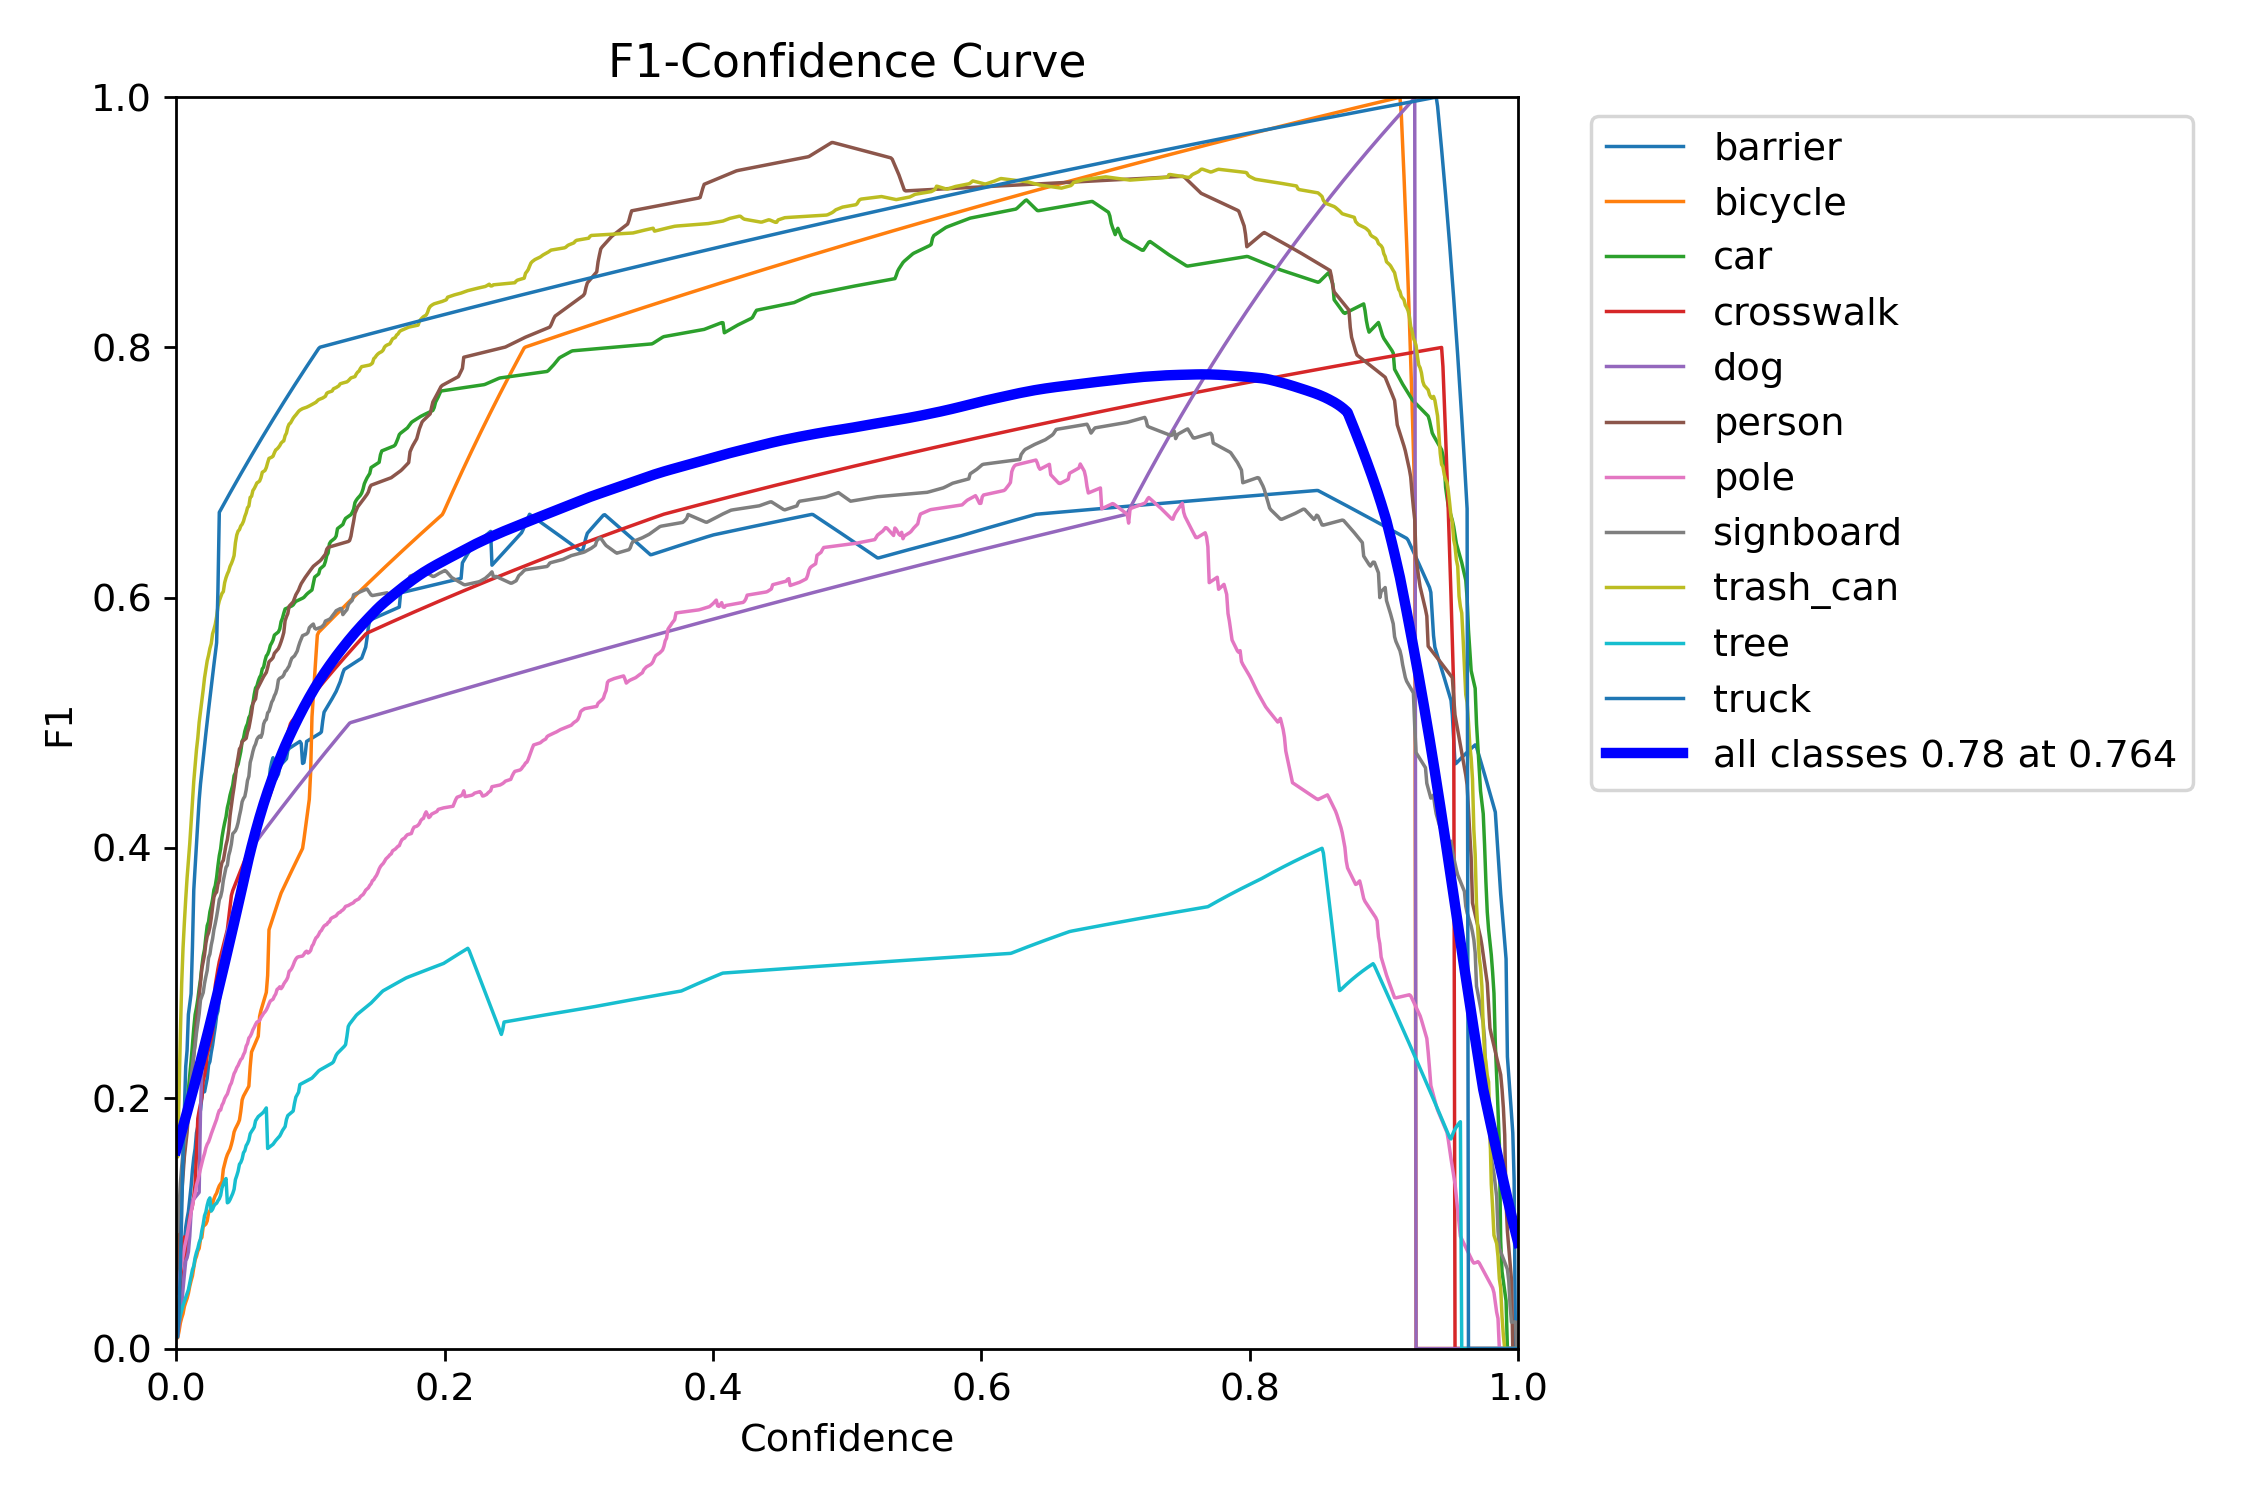 F1-Confidence Curve
1.0
0.8
0.6
0.4
0.2
0.0
F1
0.0 0.2 0.4 0.6 0.8 1.0
Confidence
barrier
bicycle
car
crosswalk
dog
person
pole
signboard
trash_can
tree
truck
all classes 0.78 at 0.764